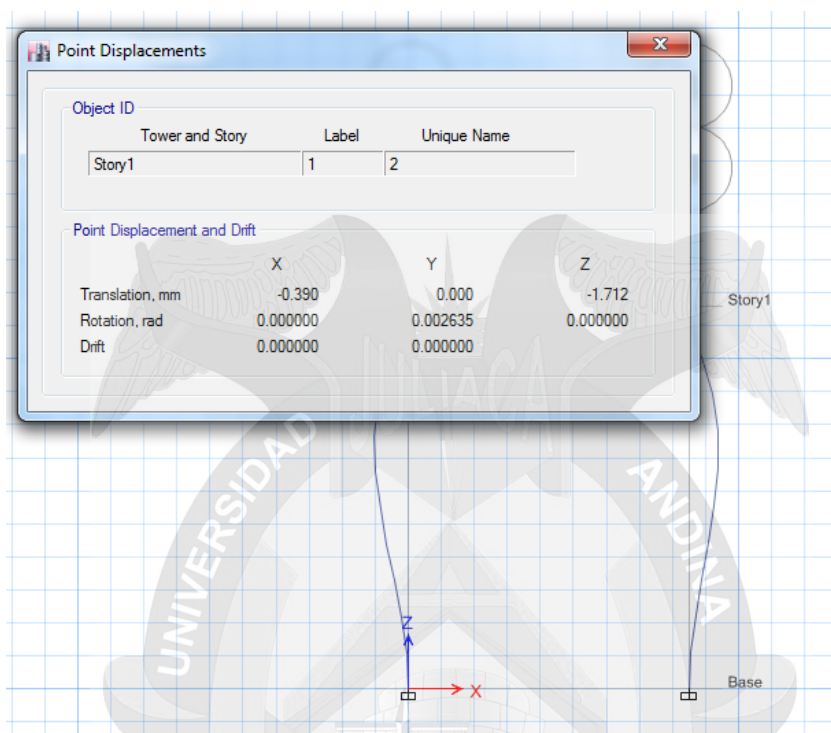 Point Displacements
Object ID
Tower and Story Label Unique Name
Story1 1 2
Point Displacement and Drift
X Y Z
Translation, mm -0.390 0.000 -1.712
Rotation, rad 0.000000 0.002635 0.000000
Drift 0.000000 0.000000
Story1
JULIACA
UNIVERSIDAD ANDINA
Z
X
Base